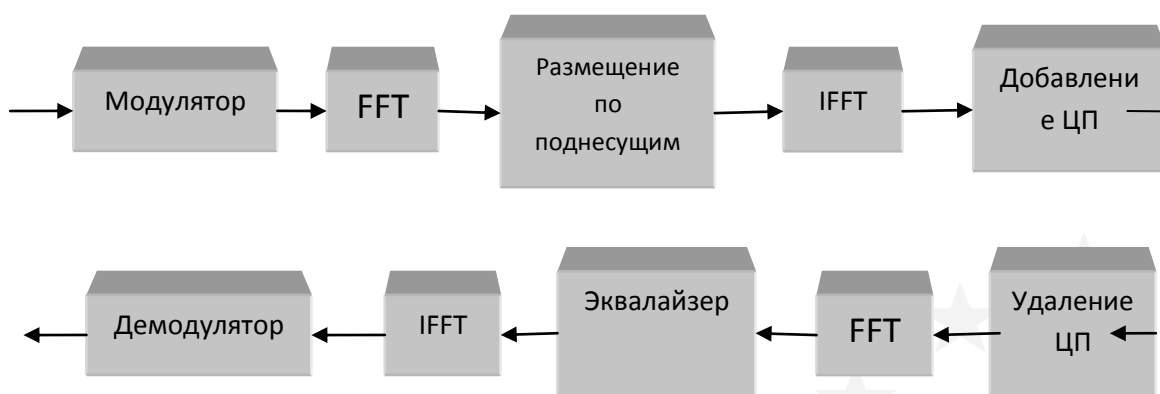 Модулятор
FFT
Размещение
по
поднесущим
IFFT
Добавлени
е ЦП
Демодулятор
IFFT
Эквалайзер
FFT
Удаление
ЦП